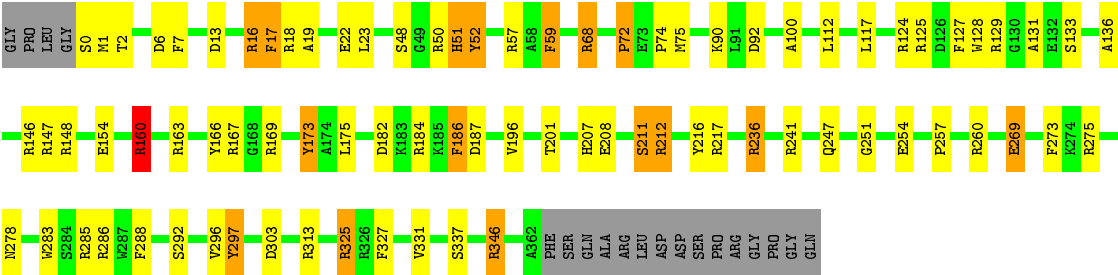 GLY PRO LEU GLY S0 M1 T2 D6 F7 D13 R16 F17 R18 A19 E22 L23 S48 G49 R50 H51 Y52 R57 A58 F59 R68 P72 E73 P74 M75 K90 L91 D92 A100 L112 L117 R124 R125 D126 F127 W128 R129 G130 A131 E132 S133 A136
R146 R147 R148 E154 R160 R163 Y166 R167 G168 R169 Y173 A174 L175 D182 K183 R184 K185 F186 D187 V196 T201 H207 E208 S211 R212 Y216 R217 R236 R241 Q247 G251 E254 P257 R260 E269 F273 K274 R275
N278 W283 S284 R285 R286 W287 F288 S292 V296 Y297 D303 R313 R325 R326 F327 V331 S337 R346 A362 PHE SER GLN ALA ARG LEU ASP ASP SER PRO ARG GLY PRO GLY GLN